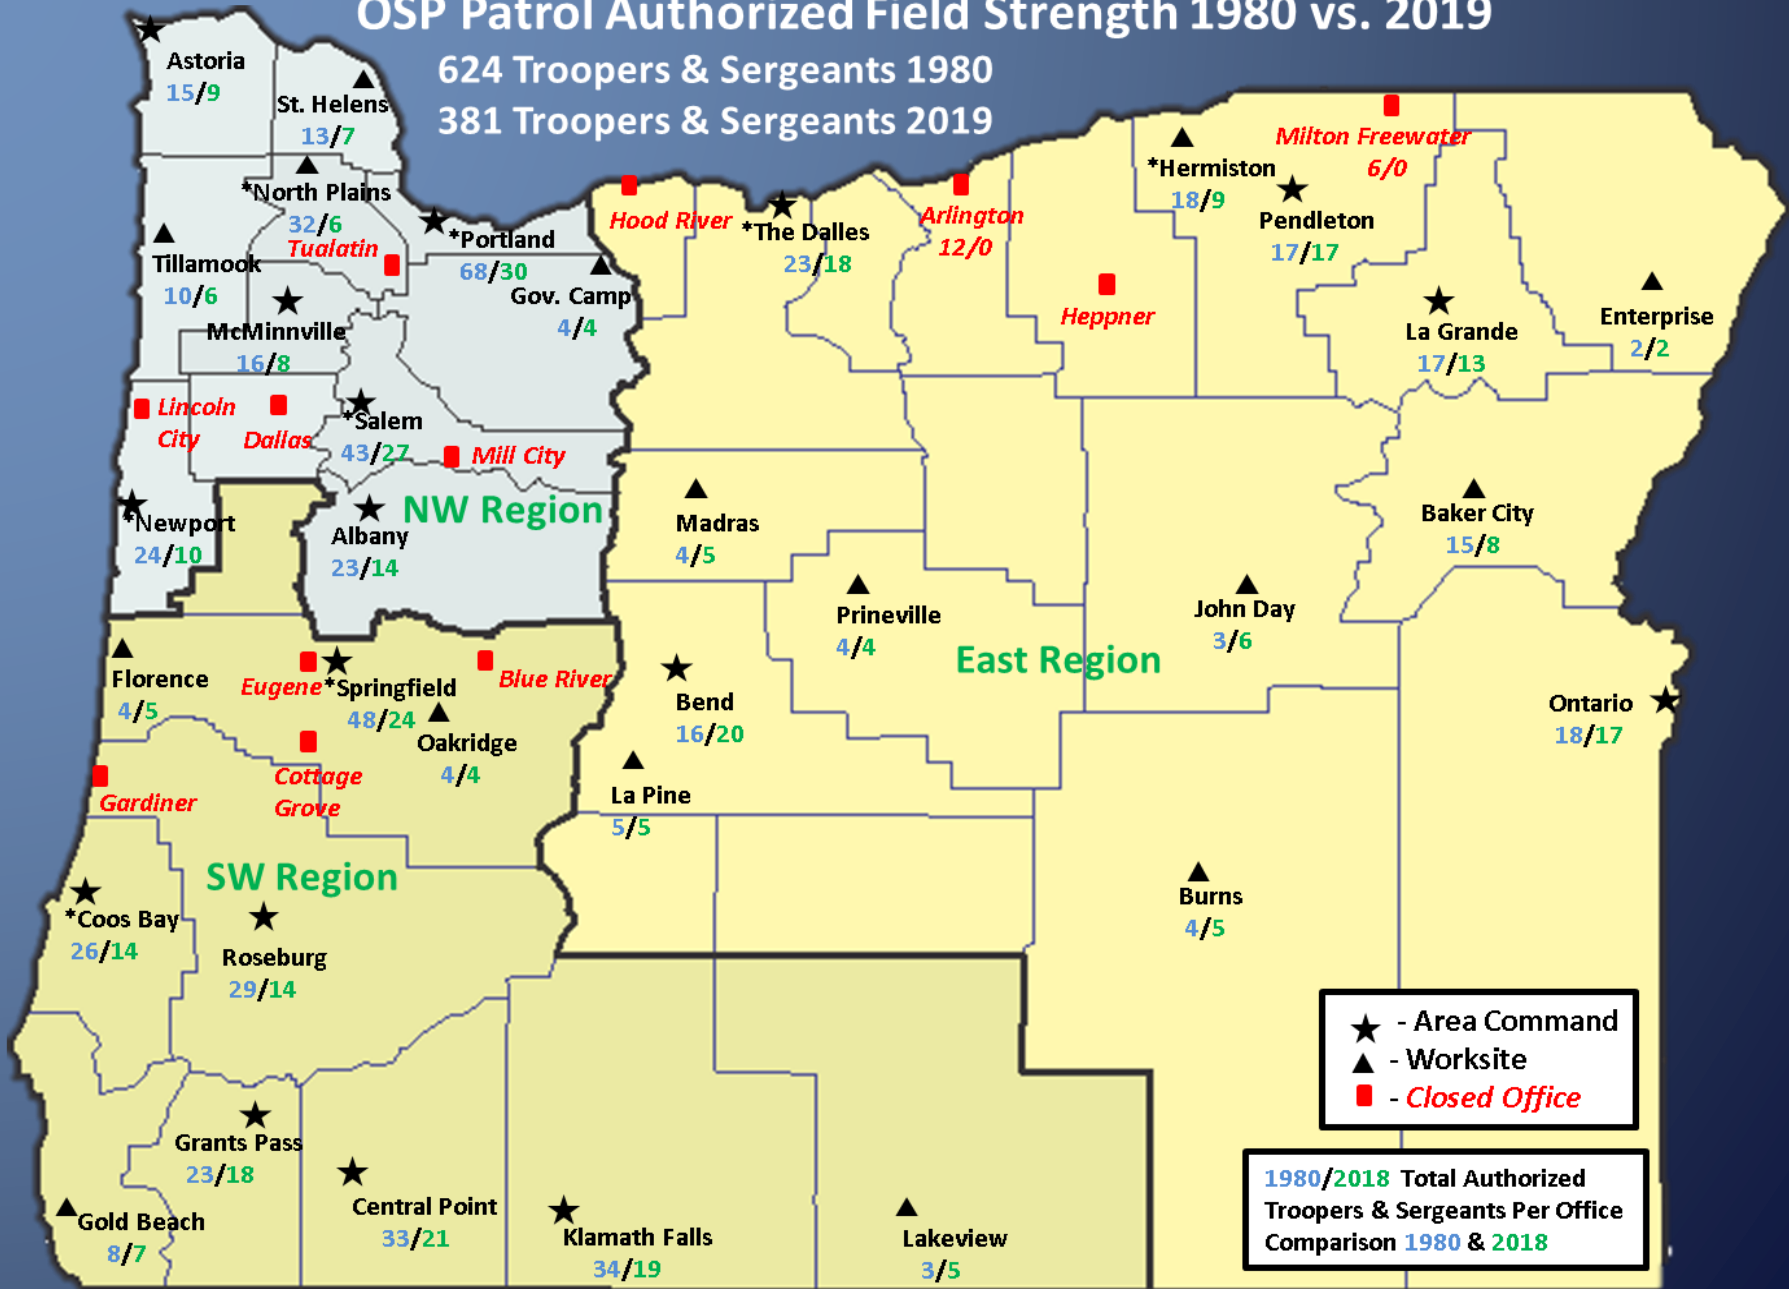 OSP Patrol Authorized Field Strength 1980 vs. 2019
624 Troopers & Sergeants 1980
381 Troopers & Sergeants 2019
Astoria
15/9
St. Helens
13/7
*North Plains
32/6
Tualatin
Tillamook
10/6
*Portland
68/30
Gov. Camp
4/4
McMinnville
16/8
Lincoln
City
Dallas
*Salem
43/27
Mill City
*Newport
24/10
Albany
23/14
NW Region
Hood River
*The Dalles
23/18
Arlington
12/0
Heppner
*Hermiston
18/9
Milton Freewater
6/0
Pendleton
17/17
La Grande
17/13
Enterprise
2/2
Madras
4/5
Prineville
4/4
Baker City
15/8
John Day
3/6
East Region
Bend
16/20
La Pine
5/5
Ontario
18/17
Burns
4/5
Florence
4/5
Eugene
*Springfield
48/24
Blue River
Oakridge
4/4
Cottage
Grove
Gardiner
SW Region
*Coos Bay
26/14
Roseburg
29/14
Grants Pass
23/18
Gold Beach
8/7
Central Point
33/21
Klamath Falls
34/19
Lakeview
3/5
- Area Command
- Worksite
- Closed Office
1980/2018 Total Authorized
Troopers & Sergeants Per Office
Comparison 1980 & 2018